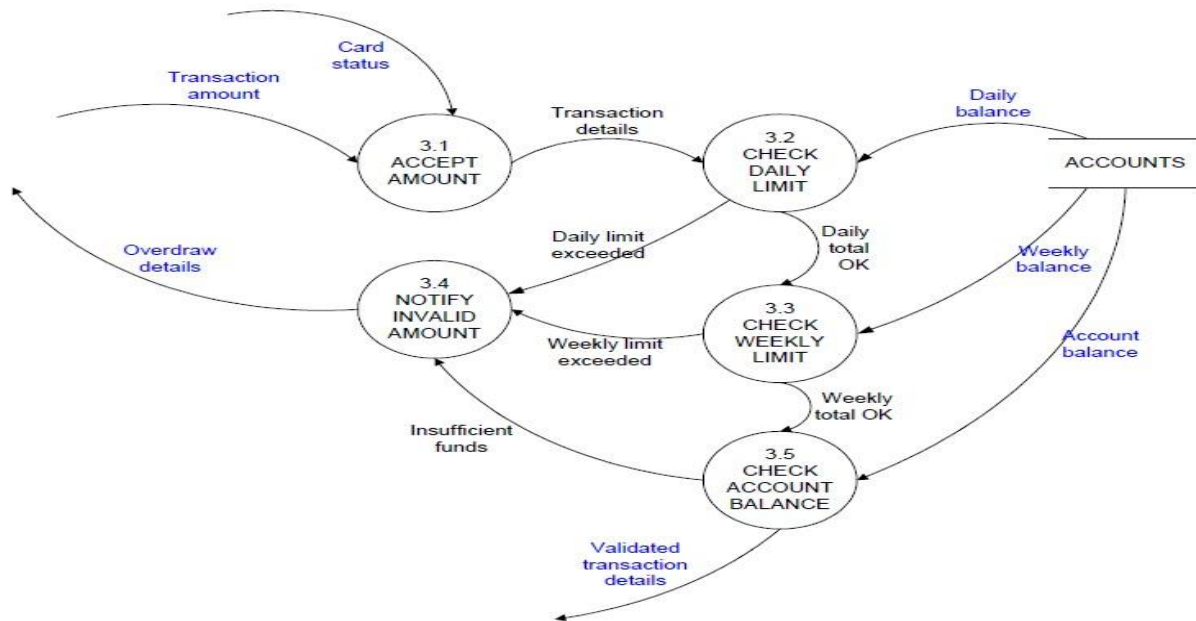 Card
status
Transaction
amount
Transaction
details
Daily
balance
3.1
ACCEPT
AMOUNT
3.2
CHECK
DAILY
LIMIT
ACCOUNTS
Overdraw
details
Daily limit
exceeded
Daily
total
OK
Weekly
balance
3.4
NOTIFY
INVALID
AMOUNT
3.3
CHECK
WEEKLY
LIMIT
Weekly limit
exceeded
Account
balance
Weekly
total OK
Insufficient
funds
3.5
CHECK
ACCOUNT
BALANCE
Validated
transaction
details